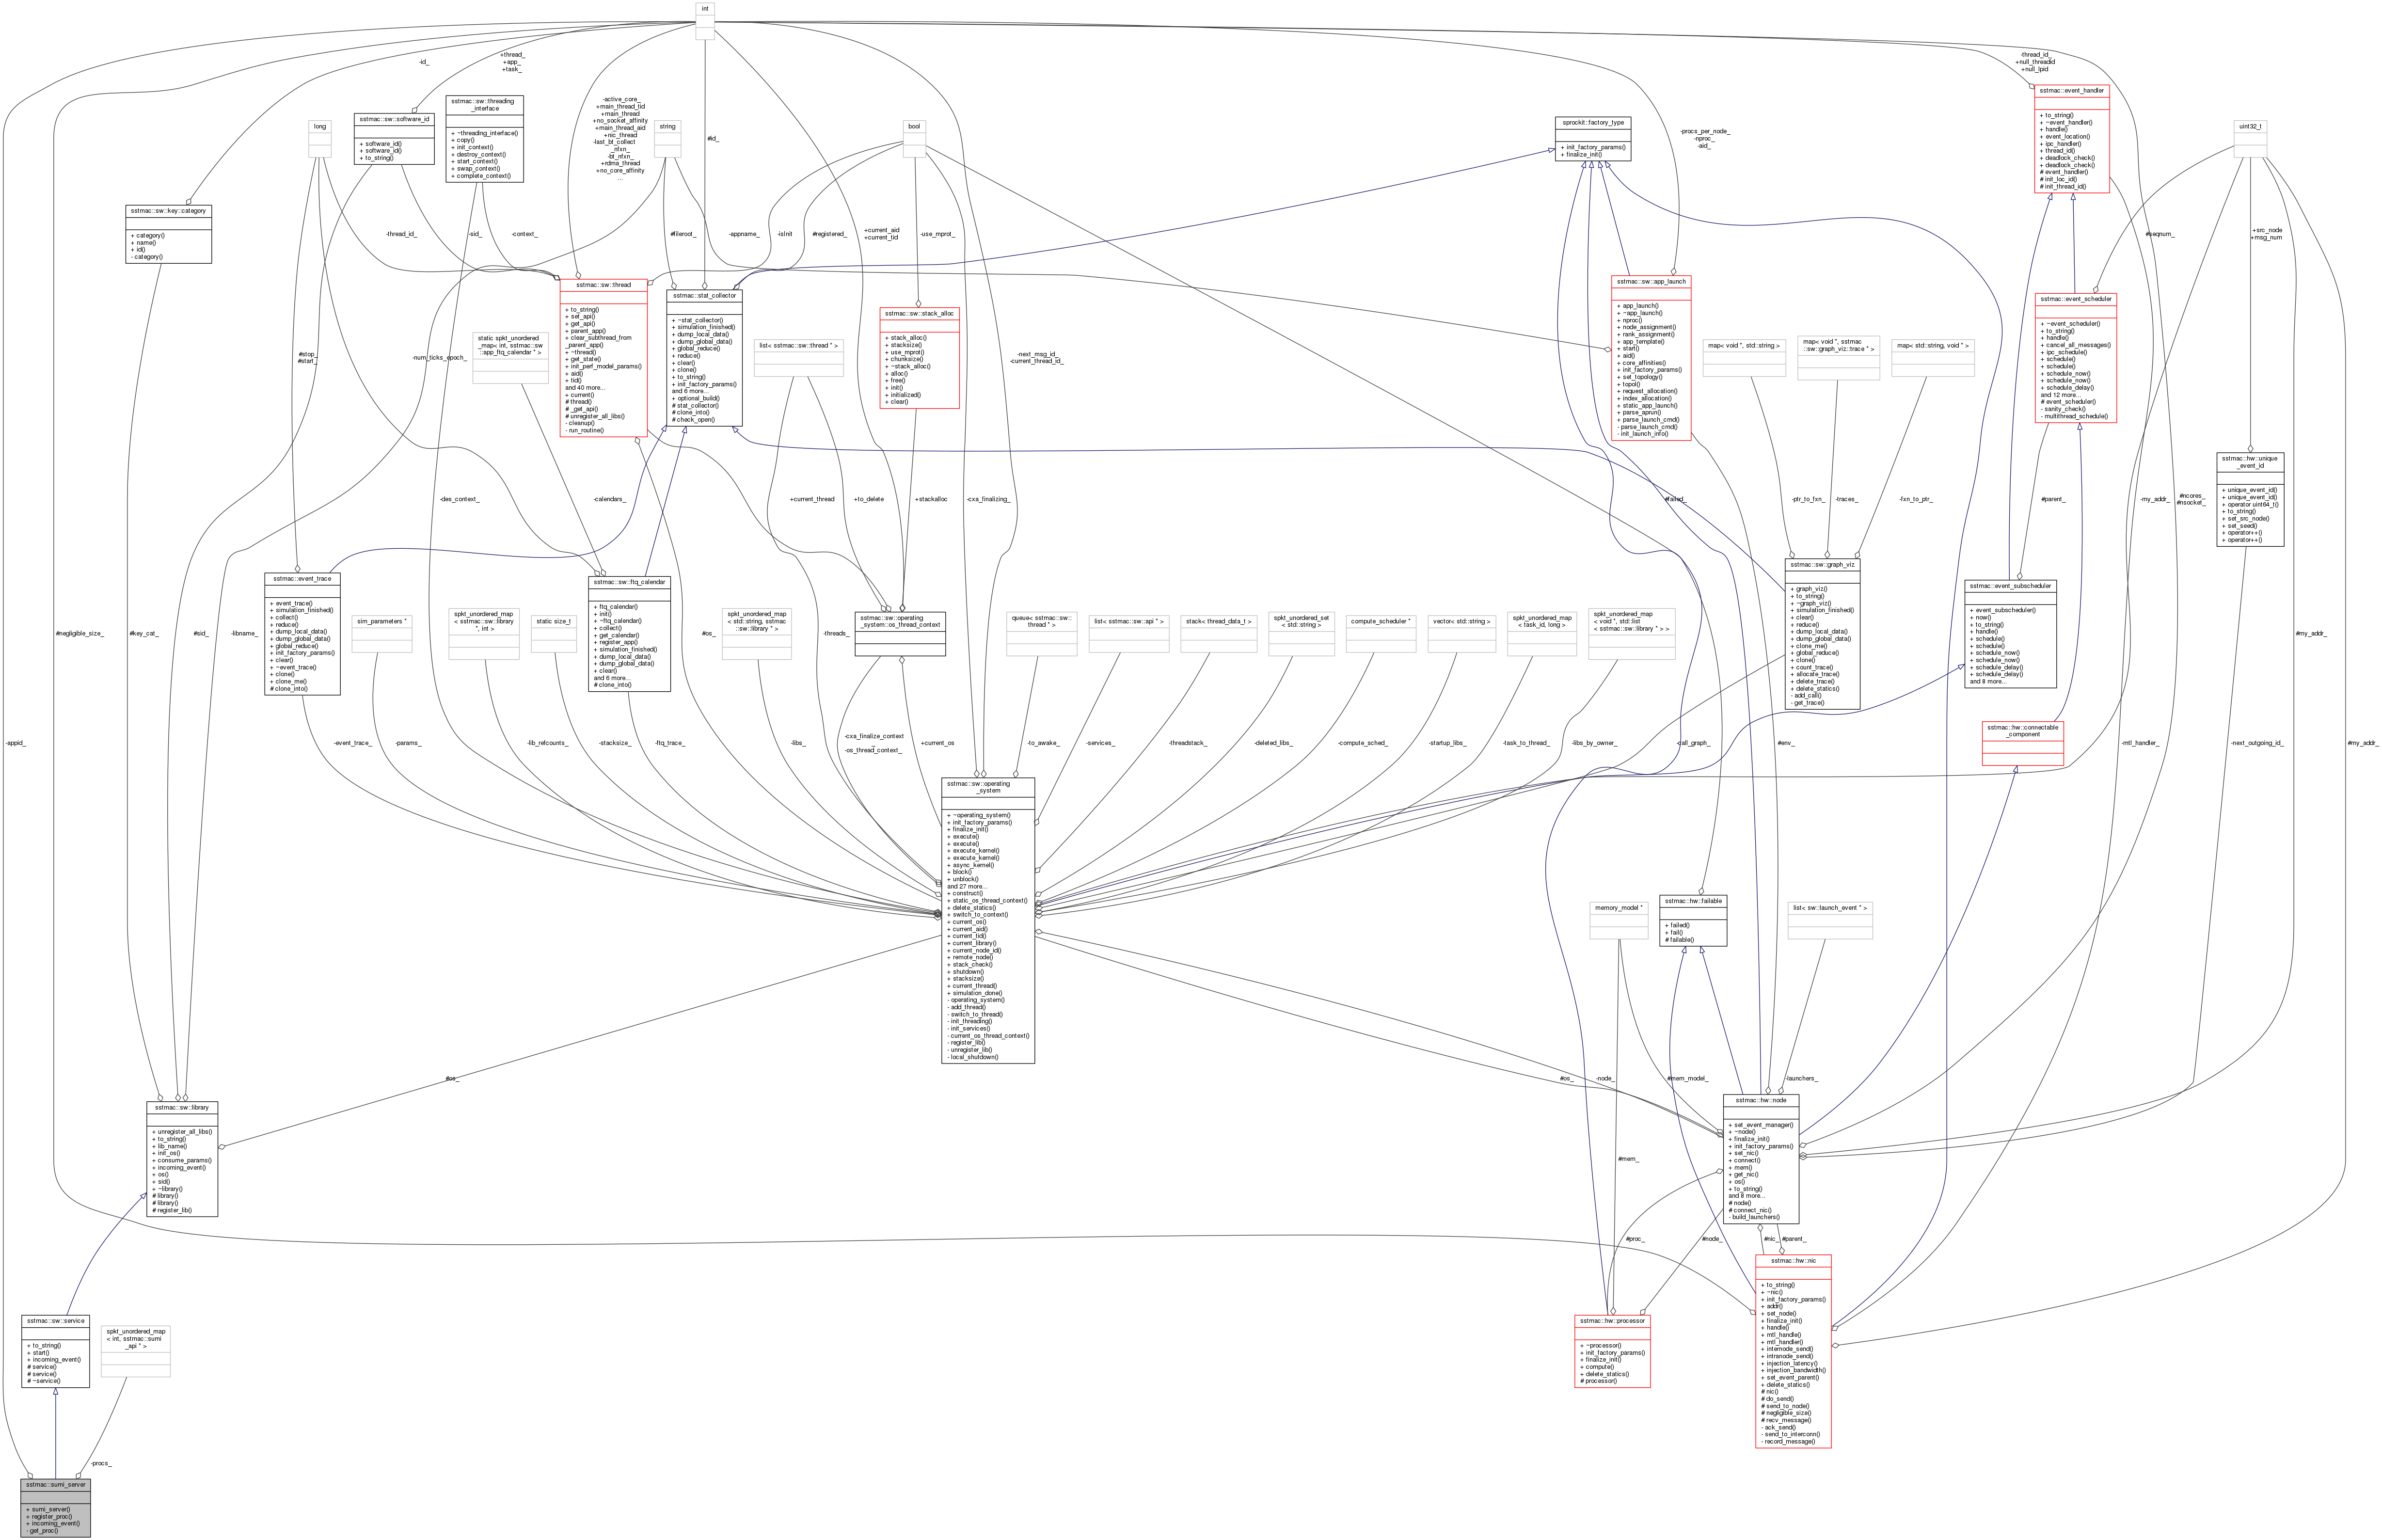 int
-id_
+thread_
+app_
+task_
-thread_id_
+null_threadid
+null_lpid
sstmac::event_handler
+ to_string()
+ ~event_handler()
+ handle()
+ event_location()
+ ipc_handler()
+ thread_id()
+ deadlock_check()
+ deadlock_check()
# event_handler()
# init_loc_id()
# init_thread_id()
sstmac::sw::threading
_interface
+ ~threading_interface()
+ copy()
+ init_context()
+ destroy_context()
+ start_context()
+ swap_context()
+ complete_context()
-active_core_
+main_thread_tid
+main_thread
+no_socket_affinity
+main_thread_aid
+nic_thread
-last_bt_collect
_nfxn_
-bt_nfxn_
+rdma_thread
+no_core_affinity
...
sstmac::sw::software_id
+ software_id()
+ software_id()
+ to_string()
long
string
bool
#id_
sprockit::factory_type
+ init_factory_params()
+ finalize_init()
-procs_per_node_
-nproc_
-aid_
uint32_t
sstmac::sw::key::category
+ category()
+ name()
+ id()
- category()
-thread_id_
-sid_
-context_
#fileroot_
-appname_
-isInit
#registered_
+current_aid
+current_tid
-use_mprot_
#seqnum_
+src_node
+msg_num
sstmac::sw::thread
+ to_string()
+ set_api()
+ get_api()
+ parent_app()
+ clear_subthread_from
_parent_app()
+ ~thread()
+ get_state()
+ init_perf_model_params()
+ aid()
+ tid()
and 40 more...
+ current()
# thread()
# _get_api()
# unregister_all_libs()
- cleanup()
- run_routine()
sstmac::stat_collector
+ ~stat_collector()
+ simulation_finished()
+ dump_local_data()
+ dump_global_data()
+ global_reduce()
+ reduce()
+ clear()
+ clone()
+ to_string()
+ init_factory_params()
and 6 more...
+ optional_build()
# stat_collector()
# clone_into()
# check_open()
sstmac::sw::stack_alloc
+ stack_alloc()
+ stacksize()
+ use_mprot()
+ chunksize()
+ ~stack_alloc()
+ alloc()
+ free()
+ init()
+ initialized()
+ clear()
sstmac::sw::app_launch
+ app_launch()
+ ~app_launch()
+ nproc()
+ node_assignment()
+ rank_assignment()
+ app_template()
+ start()
+ aid()
+ core_affinities()
+ init_factory_params()
+ set_topology()
+ topol()
+ request_allocation()
+ index_allocation()
+ static_app_launch()
+ parse_aprun()
+ parse_launch_cmd()
- parse_launch_cmd()
- init_launch_info()
sstmac::event_scheduler
+ ~event_scheduler()
+ to_string()
+ handle()
+ cancel_all_messages()
+ ipc_schedule()
+ schedule()
+ schedule()
+ schedule_now()
+ schedule_now()
+ schedule_delay()
and 12 more...
# event_scheduler()
- sanity_check()
- multithread_schedule()
#stop_
#start_
-num_ticks_epoch_
static spkt_unordered
_map< int, sstmac::sw
::app_ftq_calendar * >
list< sstmac::sw::thread * >
-next_msg_id_
-current_thread_id_
map< void *, std::string >
map< void *, sstmac
::sw::graph_viz::trace * >
map< std::string, void * >
sstmac::hw::unique
_event_id
+ unique_event_id()
+ unique_event_id()
+ operator uint64_t()
+ to_string()
+ set_src_node()
+ set_seed()
+ operator++()
+ operator++()
-des_context_
-calendars_
+current_thread
+to_delete
+stackalloc
-cxa_finalizing_
#failed_
-ptr_to_fxn_
-traces_
-fxn_to_ptr_
#parent_
-my_addr_
#ncores_
#nsocket_
sstmac::event_trace
+ event_trace()
+ simulation_finished()
+ collect()
+ reduce()
+ dump_local_data()
+ dump_global_data()
+ global_reduce()
+ init_factory_params()
+ clear()
+ ~event_trace()
+ clone()
+ clone_me()
# clone_into()
sstmac::sw::ftq_calendar
+ ftq_calendar()
+ init()
+ ~ftq_calendar()
+ collect()
+ get_calendar()
+ register_app()
+ simulation_finished()
+ dump_local_data()
+ dump_global_data()
+ clear()
and 6 more...
# clone_into()
sstmac::sw::graph_viz
+ graph_viz()
+ to_string()
+ ~graph_viz()
+ simulation_finished()
+ clear()
+ reduce()
+ dump_local_data()
+ dump_global_data()
+ clone_me()
+ global_reduce()
+ clone()
+ count_trace()
+ allocate_trace()
+ delete_trace()
+ delete_statics()
- add_call()
- get_trace()
sstmac::event_subscheduler
+ event_subscheduler()
+ now()
+ to_string()
+ handle()
+ schedule()
+ schedule()
+ schedule_now()
+ schedule_now()
+ schedule_delay()
+ schedule_delay()
and 8 more...
#negligible_size_
#key_cat_
#sid_
-libname_
sim_parameters *
spkt_unordered_map
< sstmac::sw::library
*, int >
static size_t
#os_
spkt_unordered_map
< std::string, sstmac
::sw::library * >
-threads_
sstmac::sw::operating
_system::os_thread_context
queue< sstmac::sw::
thread * >
list< sstmac::sw::api * >
stack< thread_data_t >
spkt_unordered_set
< std::string >
compute_scheduler *
vector< std::string >
spkt_unordered_map
< task_id, long >
spkt_unordered_map
< void *, std::list
< sstmac::sw::library * > >
#my_addr_
-appid_
-event_trace_
-params_
-lib_refcounts_
-stacksize_
-ftq_trace_
-libs_
-cxa_finalize_context
_
-os_thread_context_
+current_os
-to_awake_
-services_
-threadstack_
-deleted_libs_
-compute_sched_
-startup_libs_
-task_to_thread_
-libs_by_owner_
-call_graph_
#env_
sstmac::hw::connectable
_component
-mtl_handler_
-next_outgoing_id_
#my_addr_
sstmac::sw::operating
_system
+ ~operating_system()
+ init_factory_params()
+ finalize_init()
+ execute()
+ execute()
+ execute_kernel()
+ execute_kernel()
+ async_kernel()
+ block()
+ unblock()
and 27 more...
+ construct()
+ static_os_thread_context()
+ delete_statics()
+ switch_to_context()
+ current_os()
+ current_aid()
+ current_tid()
+ current_library()
+ current_node_id()
+ remote_node()
+ stack_check()
+ shutdown()
+ stacksize()
+ current_thread()
+ simulation_done()
- operating_system()
- add_thread()
- switch_to_thread()
- init_threading()
- init_services()
- current_os_thread_context()
- register_lib()
- unregister_lib()
- local_shutdown()
memory_model *
sstmac::hw::failable
+ failed()
+ fail()
# failable()
list< sw::launch_event * >
#os_
#os_
-node_
#mem_model_
-launchers_
sstmac::sw::library
+ unregister_all_libs()
+ to_string()
+ lib_name()
+ init_os()
+ consume_params()
+ incoming_event()
+ os()
+ sid()
+ ~library()
# library()
# library()
# register_lib()
sstmac::hw::node
+ set_event_manager()
+ ~node()
+ finalize_init()
+ init_factory_params()
+ set_nic()
+ connect()
+ mem()
+ get_nic()
+ os()
+ to_string()
and 8 more...
# node()
# connect_nic()
- build_launchers()
#mem_
#proc_
#node_
#nic_
#parent_
sstmac::hw::nic
+ to_string()
+ ~nic()
+ init_factory_params()
+ addr()
+ set_node()
+ finalize_init()
+ handle()
+ mtl_handle()
+ mtl_handler()
+ internode_send()
+ intranode_send()
+ injection_latency()
+ injection_bandwidth()
+ set_event_parent()
+ delete_statics()
# nic()
# do_send()
# send_to_node()
# negligible_size()
# recv_message()
- ack_send()
- send_to_interconn()
- record_message()
sstmac::hw::processor
+ ~processor()
+ init_factory_params()
+ finalize_init()
+ compute()
+ delete_statics()
# processor()
sstmac::sw::service
+ to_string()
+ start()
+ incoming_event()
# service()
# service()
# ~service()
spkt_unordered_map
< int, sstmac::sumi
_api * >
-procs_
sstmac::sumi_server
+ sumi_server()
+ register_proc()
+ incoming_event()
- get_proc()